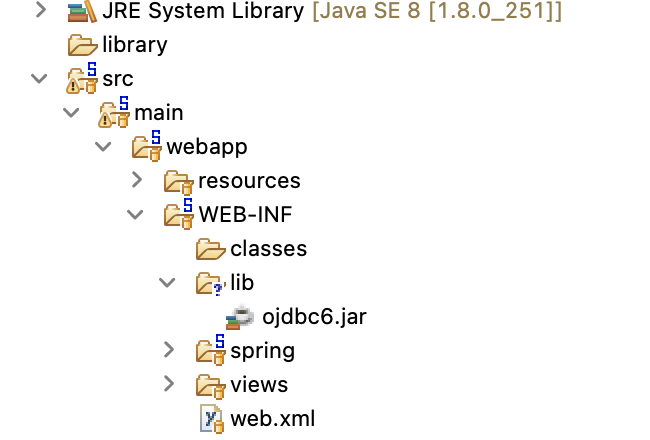 JRE System Library [Java SE 8 [1.8.0_251]]
library
src
main
webapp
resources
WEB-INF
classes
lib
ojdbc6.jar
spring
views
web.xml